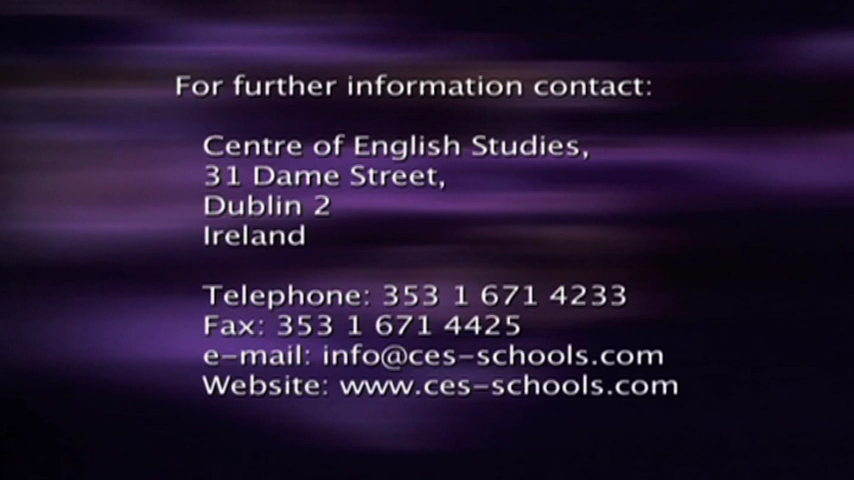 For further information contact:
Centre of English Studies,
31 Dame Street,
Dublin 2
Ireland
Telephone: 353 1 671 4233
Fax: 353 1 671 4425
e-mail: info@ces-schools.com
Website: www.ces-schools.com